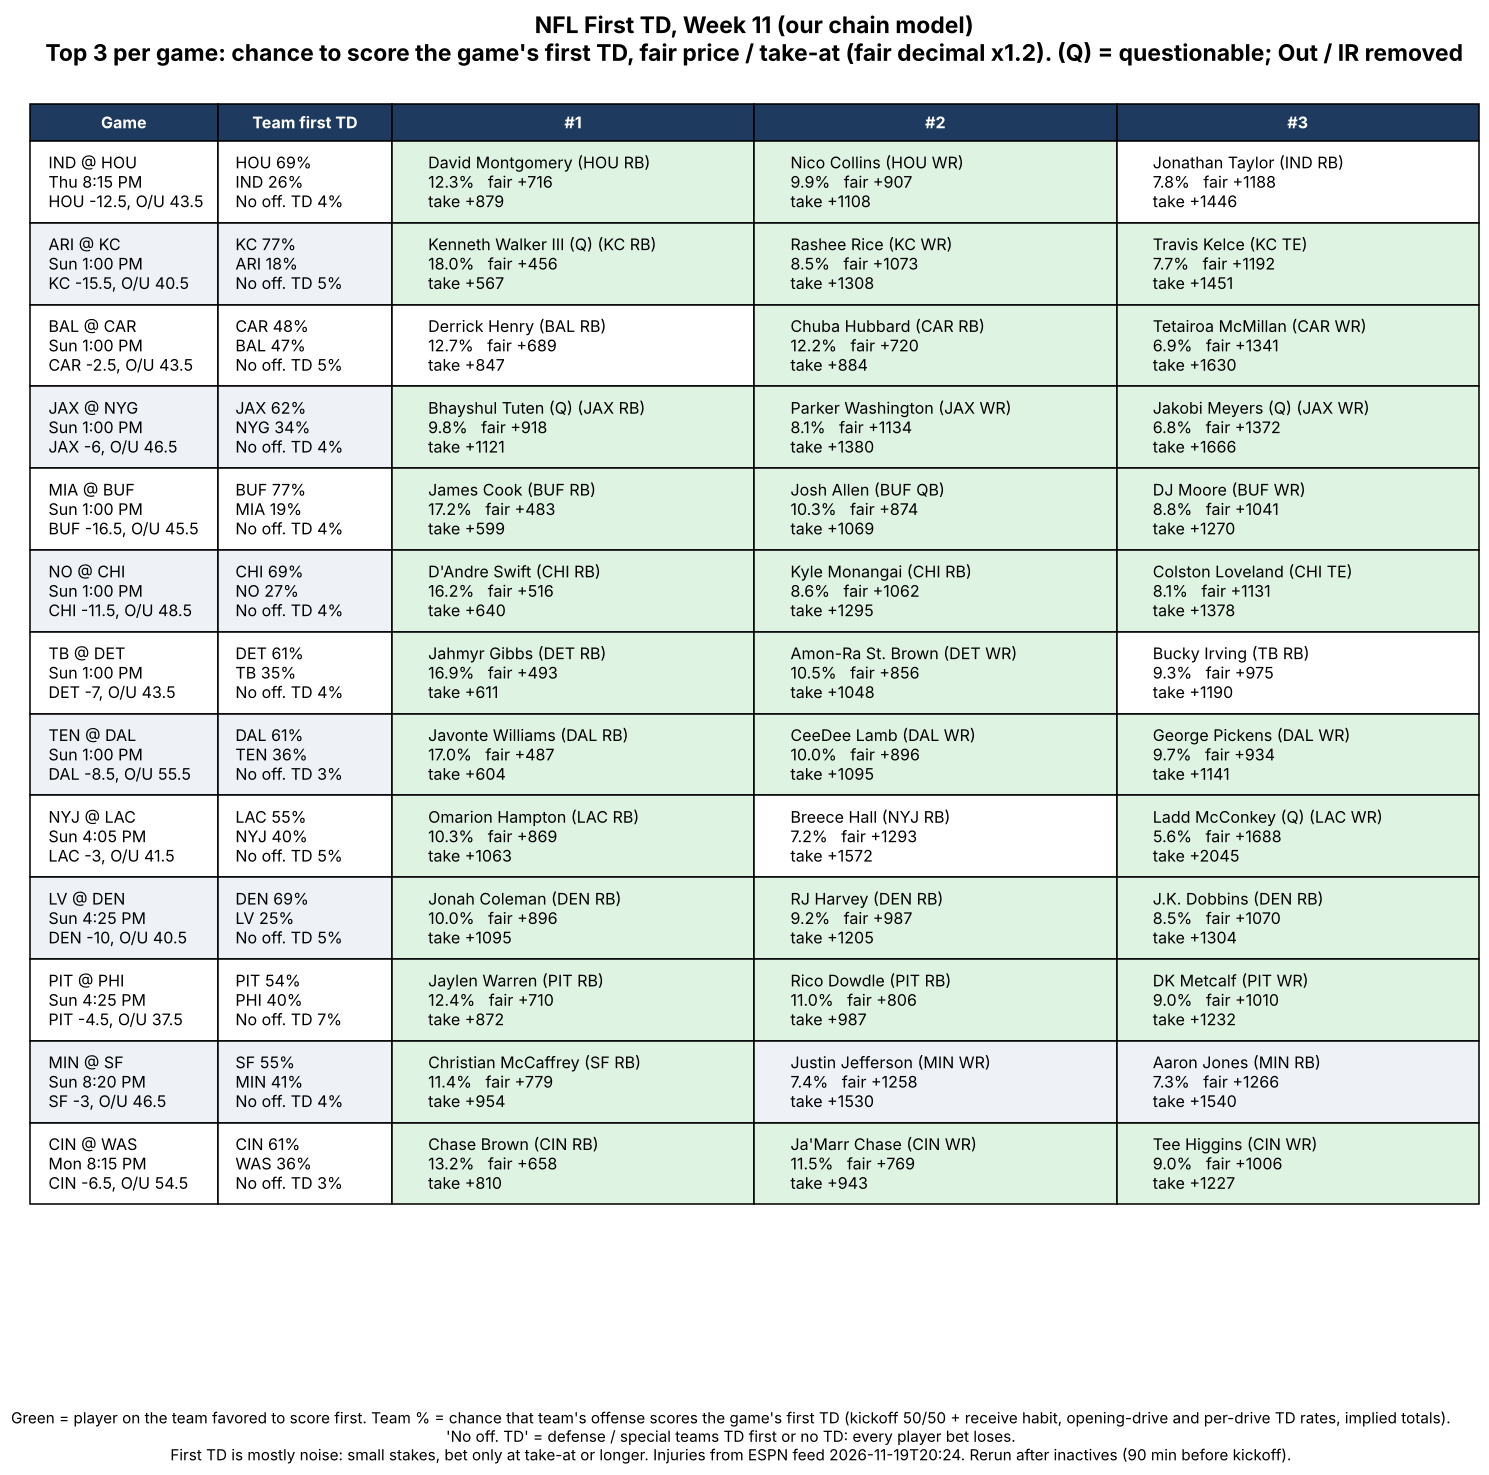 NFL First TD, Week 11 (our chain model)
Top 3 per game: chance to score the game's first TD, fair price / take-at (fair decimal x1.2). (Q) = questionable; Out / IR removed
Game
Team first TD
#1
#2
#3
IND @ HOU
Thu 8:15 PM
HOU -12.5, O/U 43.5
HOU 69%
IND 26%
No off. TD 4%
David Montgomery (HOU RB)
12.3% fair +716
take +879
Nico Collins (HOU WR)
9.9% fair +907
take +1108
Jonathan Taylor (IND RB)
7.8% fair +1188
take +1446
ARI @ KC
Sun 1:00 PM
KC -15.5, O/U 40.5
KC 77%
ARI 18%
No off. TD 5%
Kenneth Walker III (Q) (KC RB)
18.0% fair +456
take +567
Rashee Rice (KC WR)
8.5% fair +1073
take +1308
Travis Kelce (KC TE)
7.7% fair +1192
take +1451
BAL @ CAR
Sun 1:00 PM
CAR -2.5, O/U 43.5
CAR 48%
BAL 47%
No off. TD 5%
Derrick Henry (BAL RB)
12.7% fair +689
take +847
Chuba Hubbard (CAR RB)
12.2% fair +720
take +884
Tetairoa McMillan (CAR WR)
6.9% fair +1341
take +1630
JAX @ NYG
Sun 1:00 PM
JAX -6, O/U 46.5
JAX 62%
NYG 34%
No off. TD 4%
Bhayshul Tuten (Q) (JAX RB)
9.8% fair +918
take +1121
Parker Washington (JAX WR)
8.1% fair +1134
take +1380
Jakobi Meyers (Q) (JAX WR)
6.8% fair +1372
take +1666
MIA @ BUF
Sun 1:00 PM
BUF -16.5, O/U 45.5
BUF 77%
MIA 19%
No off. TD 4%
James Cook (BUF RB)
17.2% fair +483
take +599
Josh Allen (BUF QB)
10.3% fair +874
take +1069
DJ Moore (BUF WR)
8.8% fair +1041
take +1270
NO @ CHI
Sun 1:00 PM
CHI -11.5, O/U 48.5
CHI 69%
NO 27%
No off. TD 4%
D'Andre Swift (CHI RB)
16.2% fair +516
take +640
Kyle Monangai (CHI RB)
8.6% fair +1062
take +1295
Colston Loveland (CHI TE)
8.1% fair +1131
take +1378
TB @ DET
Sun 1:00 PM
DET -7, O/U 43.5
DET 61%
TB 35%
No off. TD 4%
Jahmyr Gibbs (DET RB)
16.9% fair +493
take +611
Amon-Ra St. Brown (DET WR)
10.5% fair +856
take +1048
Bucky Irving (TB RB)
9.3% fair +975
take +1190
TEN @ DAL
Sun 1:00 PM
DAL -8.5, O/U 55.5
DAL 61%
TEN 36%
No off. TD 3%
Javonte Williams (DAL RB)
17.0% fair +487
take +604
CeeDee Lamb (DAL WR)
10.0% fair +896
take +1095
George Pickens (DAL WR)
9.7% fair +934
take +1141
NYJ @ LAC
Sun 4:05 PM
LAC -3, O/U 41.5
LAC 55%
NYJ 40%
No off. TD 5%
Omarion Hampton (LAC RB)
10.3% fair +869
take +1063
Breece Hall (NYJ RB)
7.2% fair +1293
take +1572
Ladd McConkey (Q) (LAC WR)
5.6% fair +1688
take +2045
LV @ DEN
Sun 4:25 PM
DEN -10, O/U 40.5
DEN 69%
LV 25%
No off. TD 5%
Jonah Coleman (DEN RB)
10.0% fair +896
take +1095
RJ Harvey (DEN RB)
9.2% fair +987
take +1205
J.K. Dobbins (DEN RB)
8.5% fair +1070
take +1304
PIT @ PHI
Sun 4:25 PM
PIT -4.5, O/U 37.5
PIT 54%
PHI 40%
No off. TD 7%
Jaylen Warren (PIT RB)
12.4% fair +710
take +872
Rico Dowdle (PIT RB)
11.0% fair +806
take +987
DK Metcalf (PIT WR)
9.0% fair +1010
take +1232
MIN @ SF
Sun 8:20 PM
SF -3, O/U 46.5
SF 55%
MIN 41%
No off. TD 4%
Christian McCaffrey (SF RB)
11.4% fair +779
take +954
Justin Jefferson (MIN WR)
7.4% fair +1258
take +1530
Aaron Jones (MIN RB)
7.3% fair +1266
take +1540
CIN @ WAS
Mon 8:15 PM
CIN -6.5, O/U 54.5
CIN 61%
WAS 36%
No off. TD 3%
Chase Brown (CIN RB)
13.2% fair +658
take +810
Ja'Marr Chase (CIN WR)
11.5% fair +769
take +943
Tee Higgins (CIN WR)
9.0% fair +1006
take +1227
Green = player on the team favored to score first. Team % = chance that team's offense scores the game's first TD (kickoff 50/50 + receive habit, opening-drive and per-drive TD rates, implied totals).
'No off. TD' = defense / special teams TD first or no TD: every player bet loses.
First TD is mostly noise: small stakes, bet only at take-at or longer. Injuries from ESPN feed 2026-11-19T20:24. Rerun after inactives (90 min before kickoff).